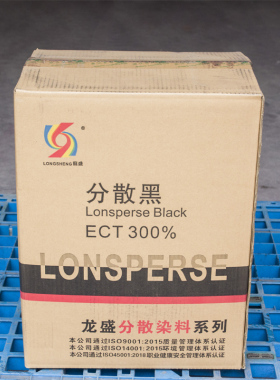 ®
LONGSHENG 龙盛
分散黑
Lonsperse Black
ECT 300%
LONSPERSE
龙盛分散染料系列
本公司通过ISO9001:2015质量管理体系认证
本公司通过ISO14001:2015环境管理体系认证
本公司通过ISO45001:2018职业健康安全管理体系认证